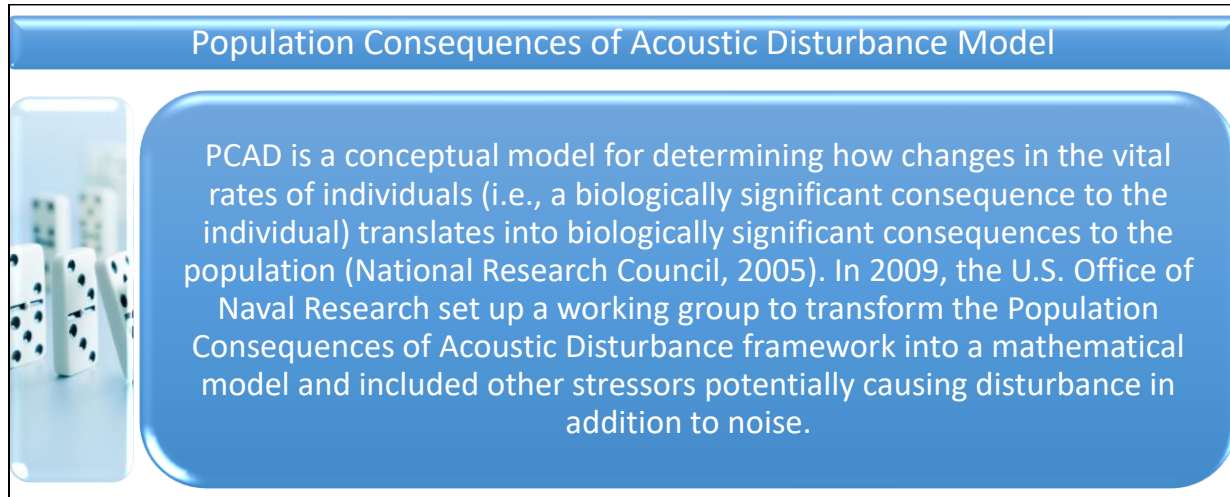 Population Consequences of Acoustic Disturbance Model
PCAD is a conceptual model for determining how changes in the vital
rates of individuals (i.e., a biologically significant consequence to the
individual) translates into biologically significant consequences to the
population (National Research Council, 2005). In 2009, the U.S. Office of
Naval Research set up a working group to transform the Population
Consequences of Acoustic Disturbance framework into a mathematical
model and included other stressors potentially causing disturbance in
addition to noise.